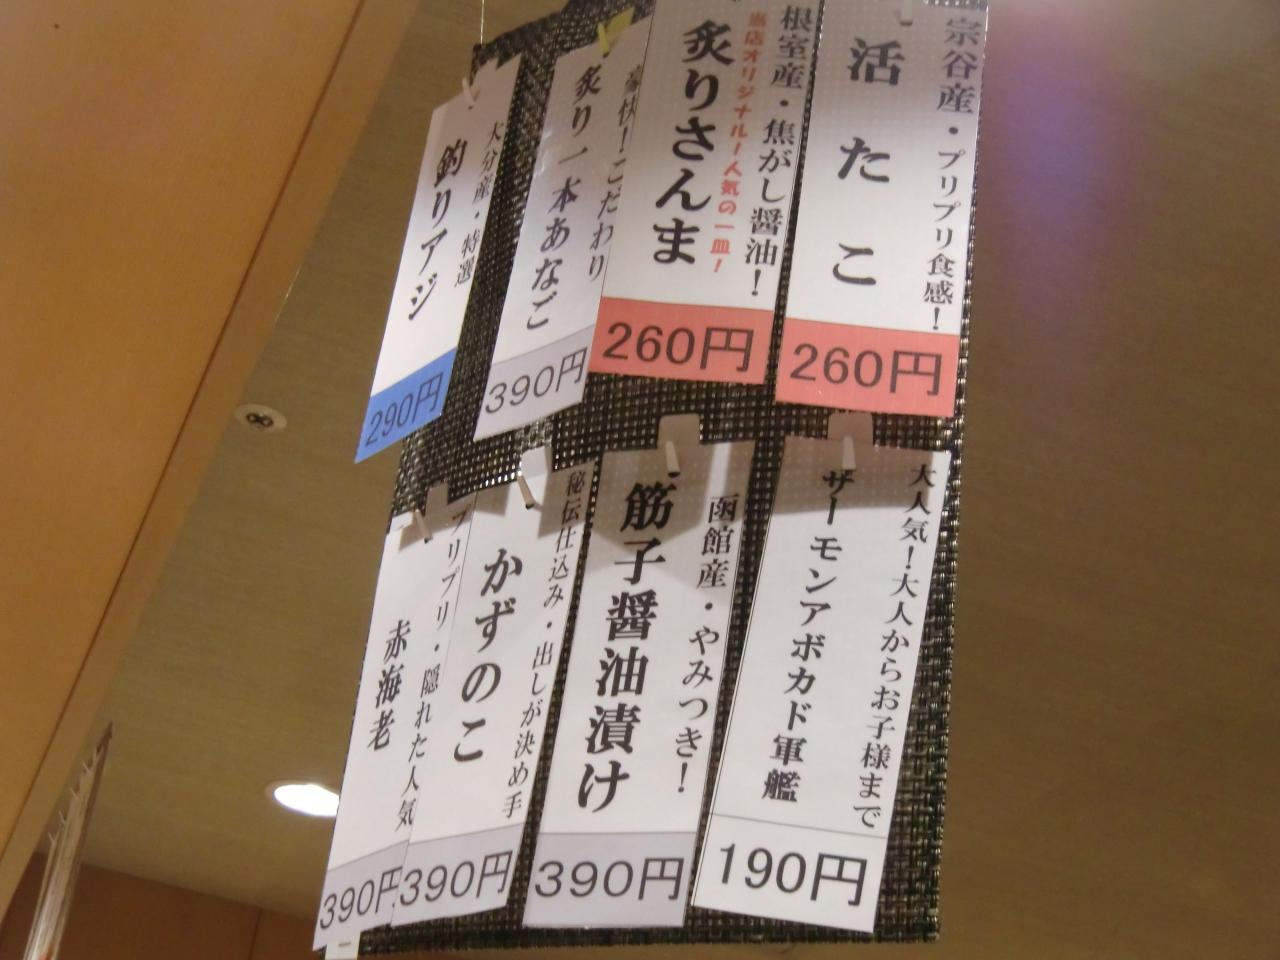 宗谷産・プリプリ食感!
活たこ
260円
根室産・焦がし醤油!
当店オリジナル!人気の一皿!
炙りさんま
260円
豪快!こだわり
炙り一本あなご
390円
大分産・特選
釣りアジ
290円
大人気!大人からお子様まで
サーモンアボカド軍艦
190円
函館産・やみつき!
筋子醤油漬け
390円
秘伝仕込み・出しが決め手
かずのこ
390円
プリプリ・隠れた人気
赤海老
390円